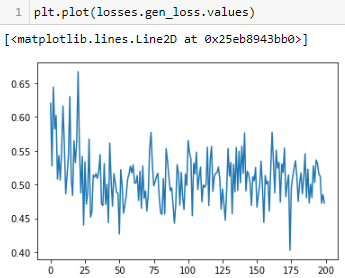 1 plt.plot(losses.gen_loss.values)
[<matplotlib.lines.Line2D at 0x25eb8943bb0>]
0.65
0.60
0.55
0.50
0.45
0.40
0 25 50 75 100 125 150 175 200